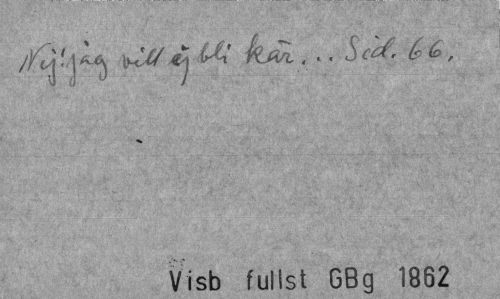 Nej! jag vill ej bli kär... Sid. 66.
Visb fullst GBg 1862